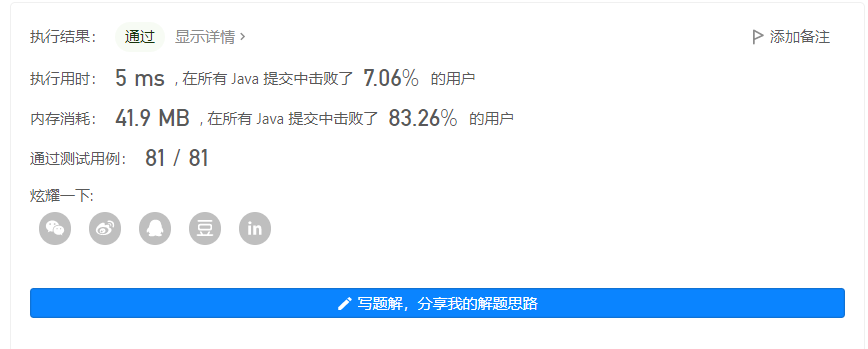 执行结果： 通过 显示详情 › 添加备注
执行用时： 5 ms , 在所有 Java 提交中击败了 7.06% 的用户
内存消耗： 41.9 MB , 在所有 Java 提交中击败了 83.26% 的用户
通过测试用例： 81 / 81
炫耀一下:
豆 in
写题解，分享我的解题思路